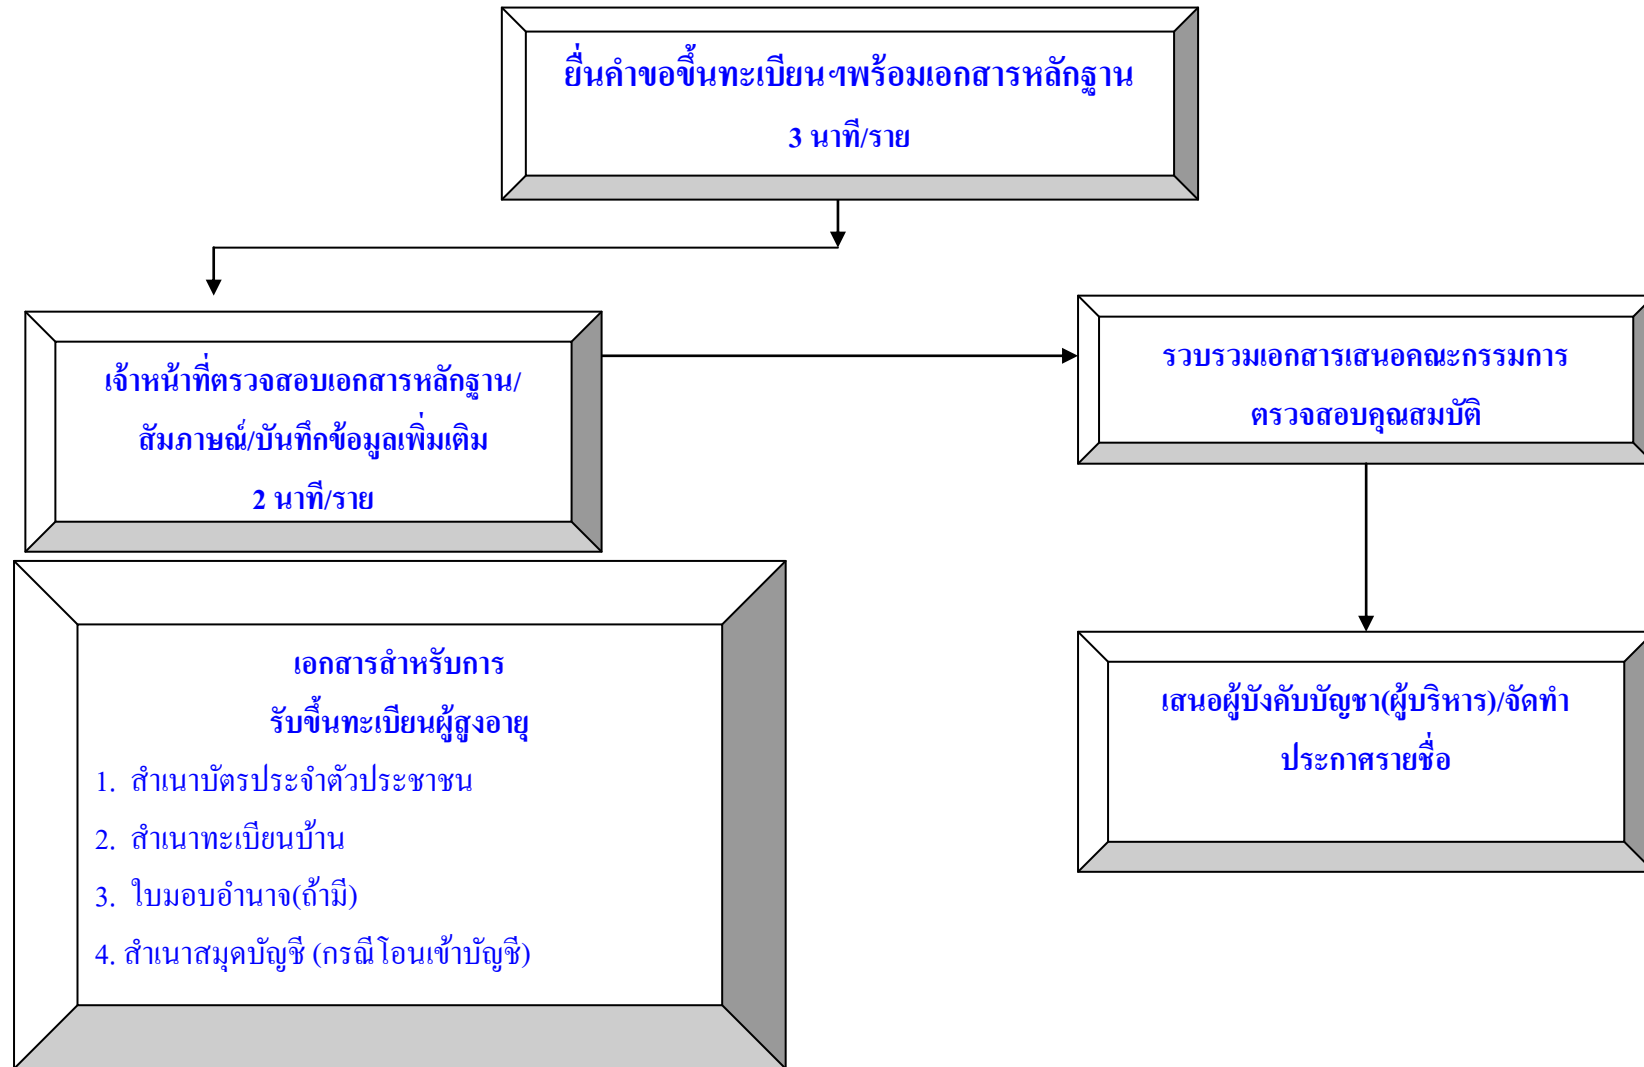 ยื่นคำขอขึ้นทะเบียนฯพร้อมเอกสารหลักฐาน
3 นาที/ราย
เจ้าหน้าที่ตรวจสอบเอกสารหลักฐาน/
สัมภาษณ์/บันทึกข้อมูลเพิ่มเติม
2 นาที/ราย
รวบรวมเอกสารเสนอคณะกรรมการ
ตรวจสอบคุณสมบัติ
เสนอผู้บังคับบัญชา(ผู้บริหาร)/จัดทำ
ประกาศรายชื่อ
เอกสารสำหรับการ
รับขึ้นทะเบียนผู้สูงอายุ
1. สำเนาบัตรประจำตัวประชาชน
2. สำเนาทะเบียนบ้าน
3. ใบมอบอำนาจ(ถ้ามี)
4. สำเนาสมุดบัญชี (กรณีโอนเข้าบัญชี)